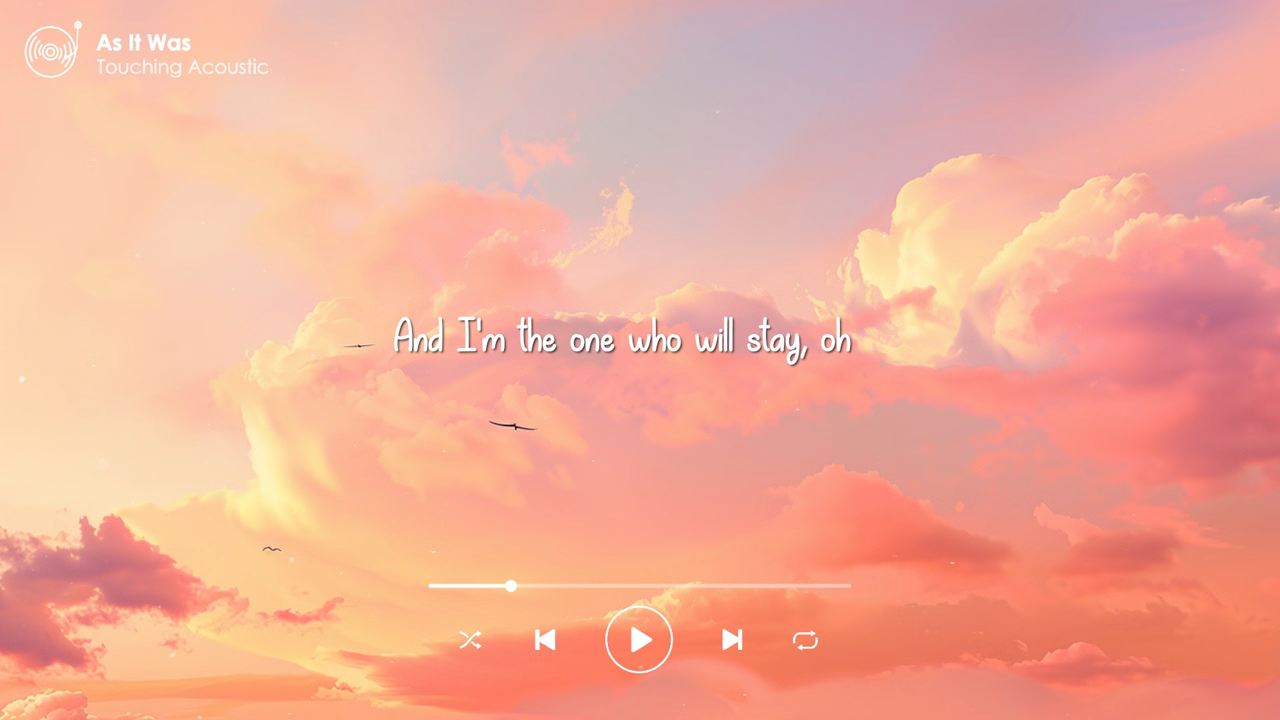 As It Was
Touching Acoustic
And I'm the one who will stay, oh